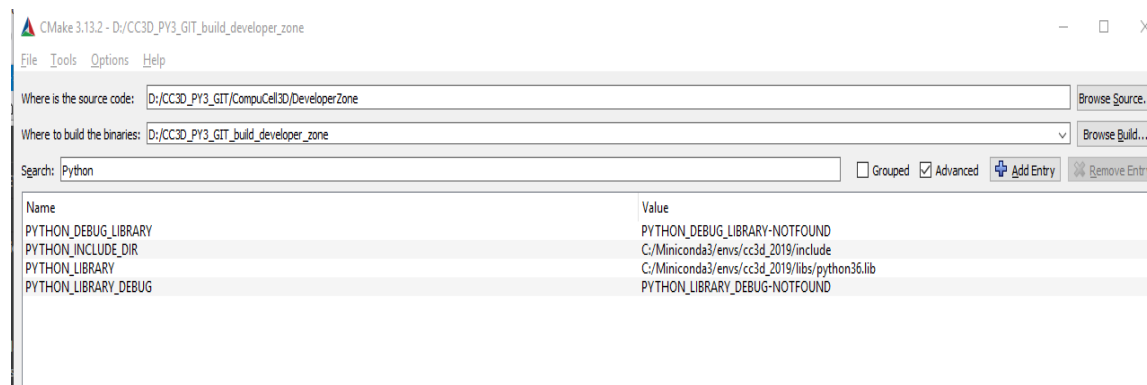 CMake 3.13.2 - D:/CC3D_PY3_GIT_build_developer_zone
File Tools Options Help
Where is the source code: D:/CC3D_PY3_GIT/CompuCell3D/DeveloperZone Browse Source.
Where to build the binaries: D:/CC3D_PY3_GIT_build_developer_zone Browse Build...
Search: Python Grouped Advanced Add Entry Remove Entr
Name Value
PYTHON_DEBUG_LIBRARY PYTHON_DEBUG_LIBRARY-NOTFOUND
PYTHON_INCLUDE_DIR C:/Miniconda3/envs/cc3d_2019/include
PYTHON_LIBRARY C:/Miniconda3/envs/cc3d_2019/libs/python36.lib
PYTHON_LIBRARY_DEBUG PYTHON_LIBRARY_DEBUG-NOTFOUND